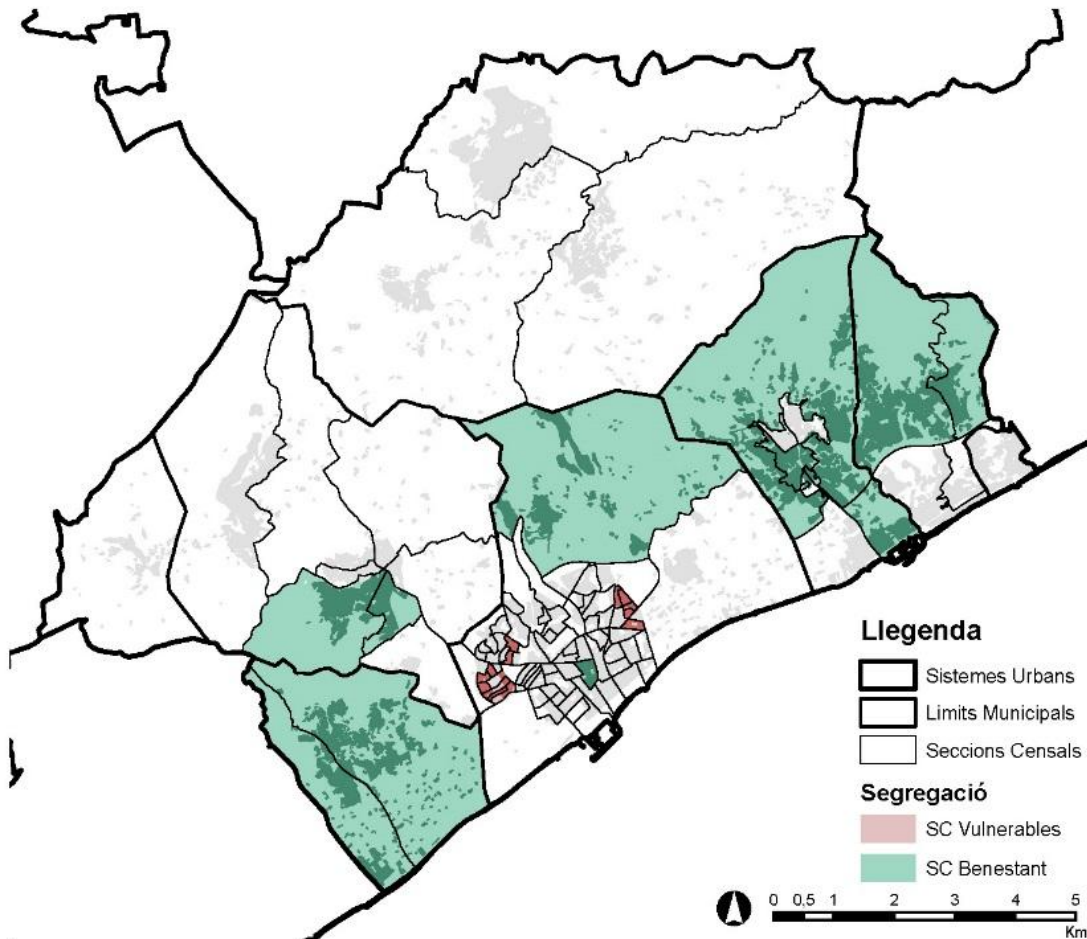 Llegenda
Sistemes Urbans
Limits Municipals
Seccions Censals
Segregació
SC Vulnerables
SC Benestant
0 0,5 1 2 3 4 5
Km